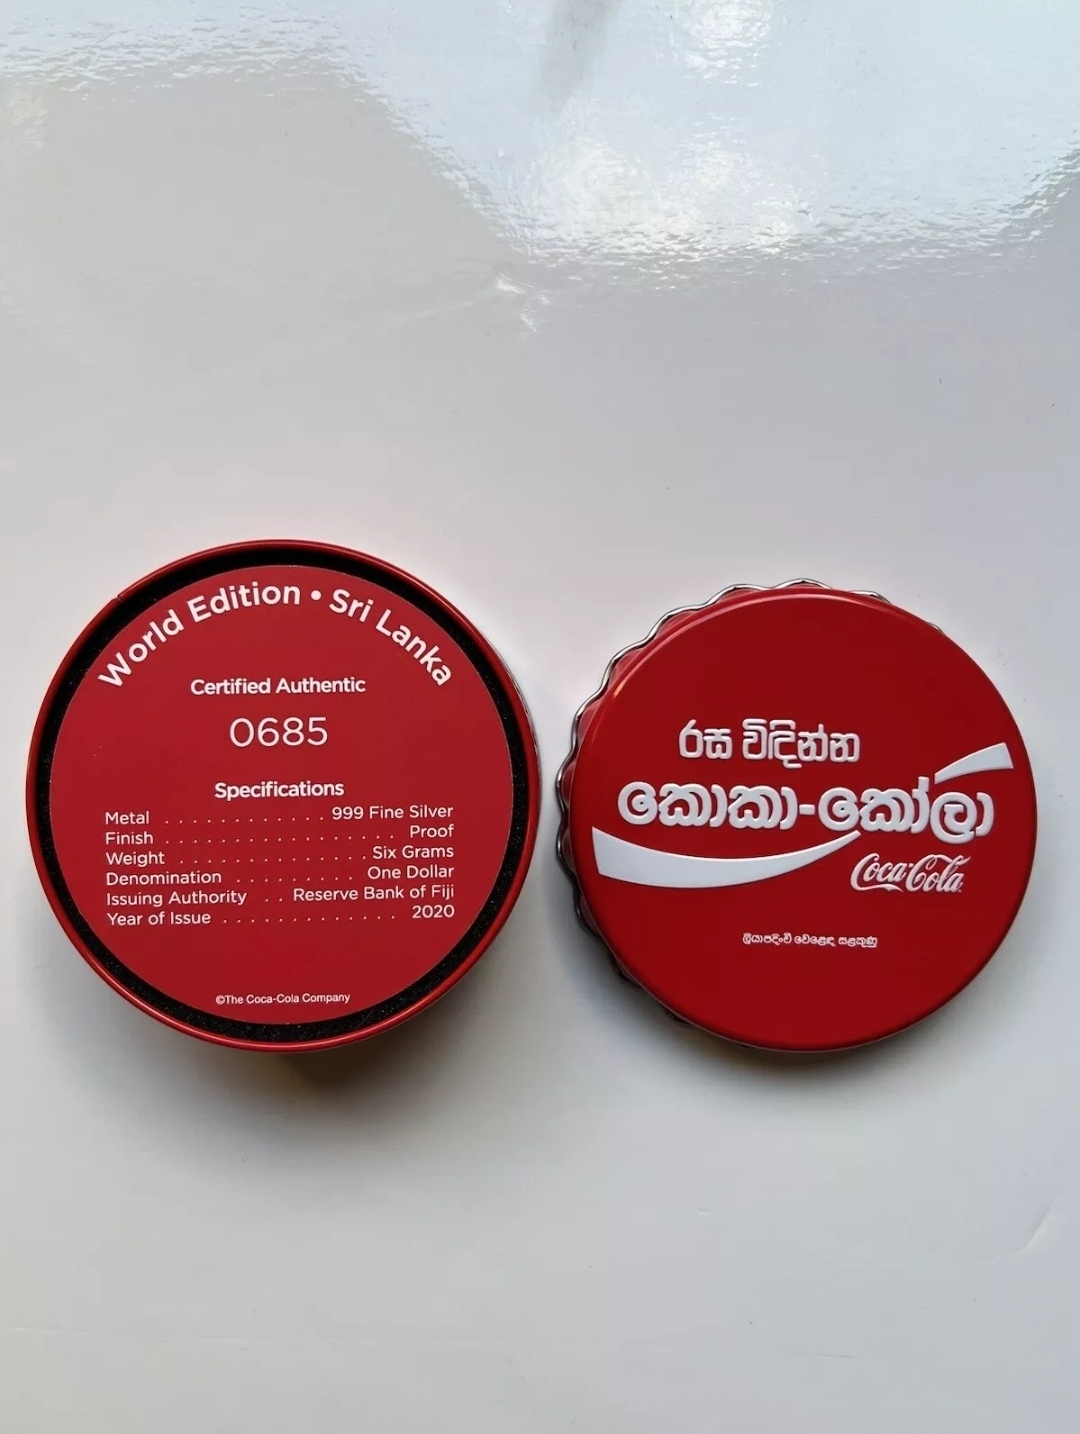 World Edition • Sri Lanka
Certified Authentic
0685
Specifications
Metal . . . . . . . . . . . . 999 Fine Silver
Finish . . . . . . . . . . . . . . . . . . Proof
Weight . . . . . . . . . . . . . . Six Grams
Denomination . . . . . . . . . One Dollar
Issuing Authority . . Reserve Bank of Fiji
Year of Issue . . . . . . . . . . . . . 2020
©The Coca-Cola Company
රස විඳින්න
කොකා-කෝලා
Coca-Cola
ලියාපදිංචි වෙළෙඳ සළකුණු